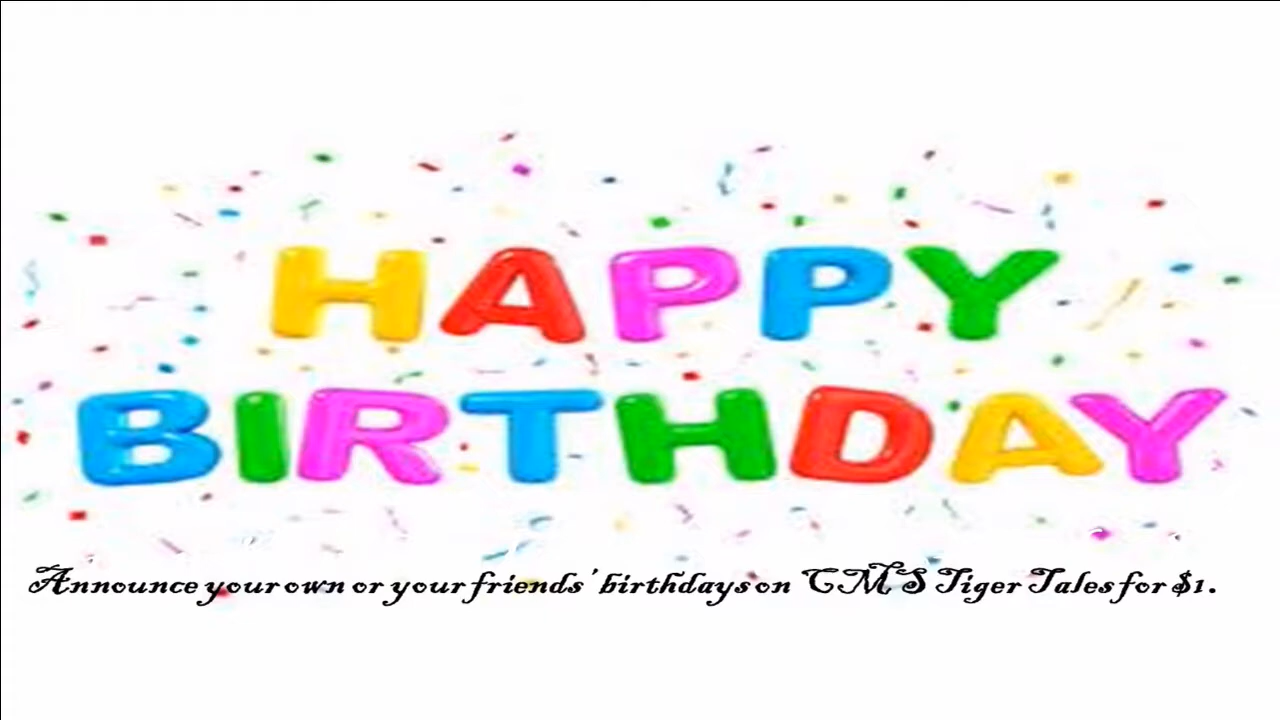 HAPPY
BIRTHDAY
Announce your own or your friends' birthdays on CMS Tiger Tales for $1.